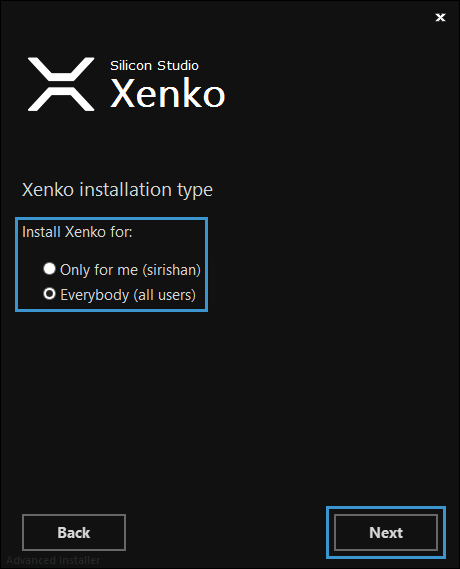 Silicon Studio
Xenko
Xenko installation type
Install Xenko for:
Only for me (sirishan)
Everybody (all users)
Back
Next
Advanced Installer